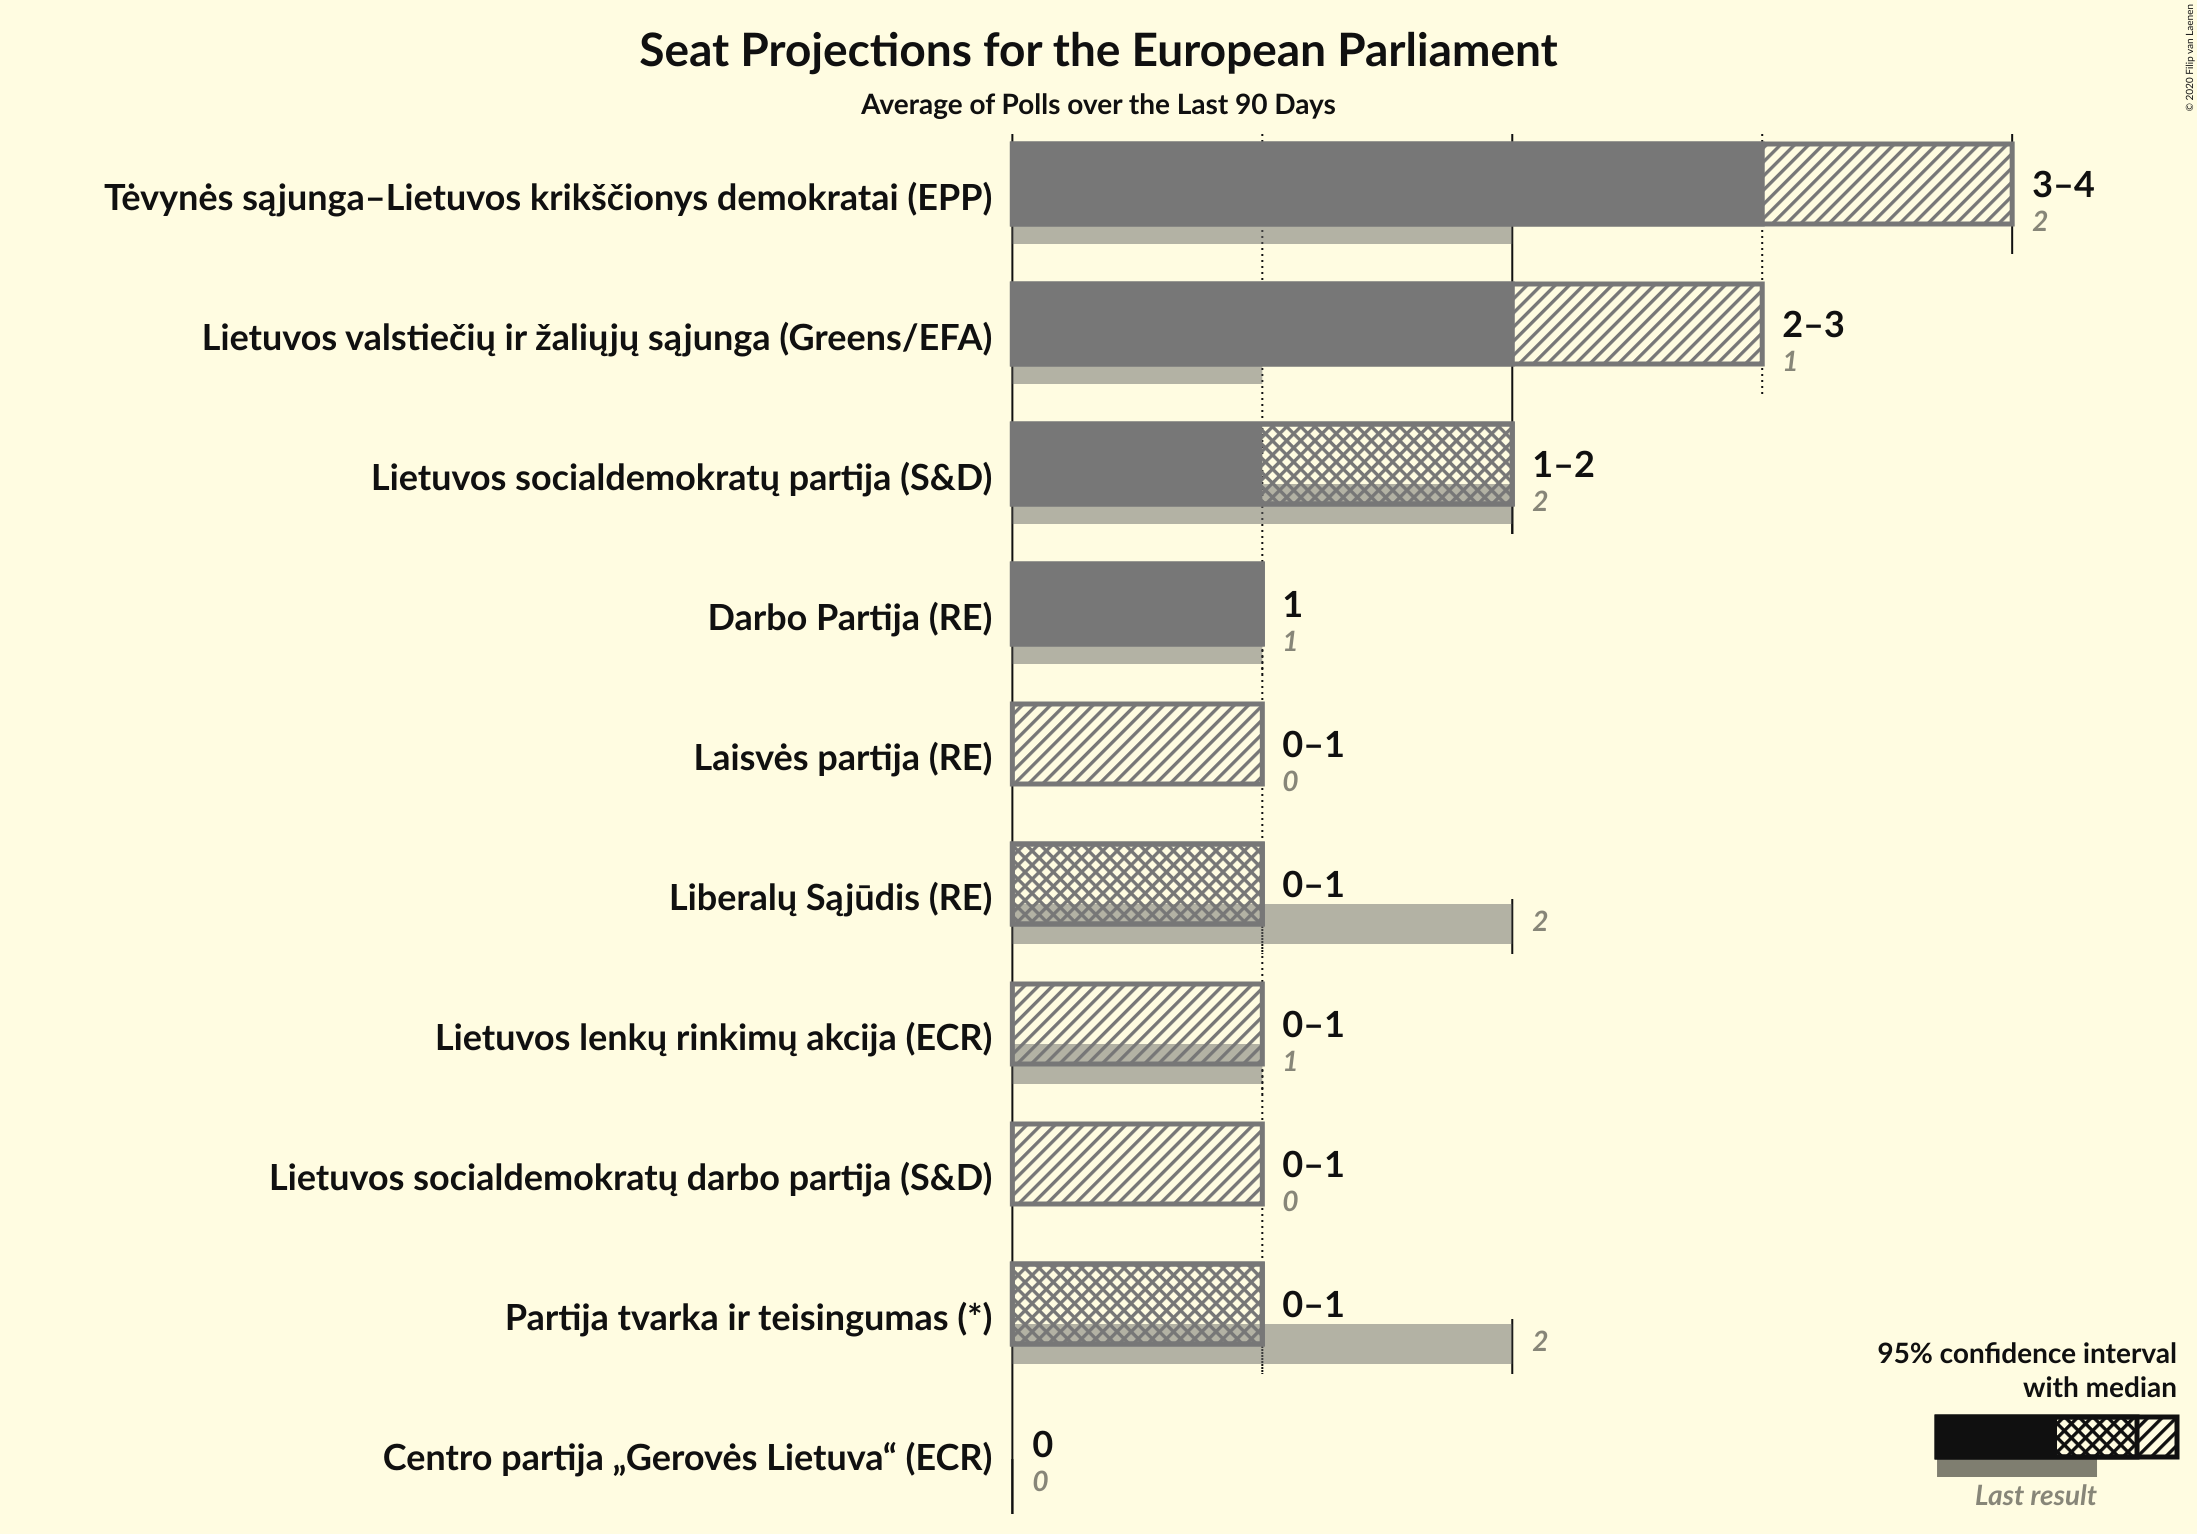 © 2020 Filip van Laenen
Seat Projections for the European Parliament
Average of Polls over the Last 90 Days
Tėvynės sąjunga–Lietuvos krikščionys demokratai (EPP)
3–4
2
Lietuvos valstiečių ir žaliųjų sąjunga (Greens/EFA)
2–3
1
Lietuvos socialdemokratų partija (S&D)
1–2
2
Darbo Partija (RE)
1
1
Laisvės partija (RE)
0–1
0
Liberalų Sąjūdis (RE)
0–1
2
Lietuvos lenkų rinkimų akcija (ECR)
0–1
1
Lietuvos socialdemokratų darbo partija (S&D)
0–1
0
Partija tvarka ir teisingumas (*)
0–1
2
Centro partija „Gerovės Lietuva“ (ECR)
0
0
95% confidence interval
with median
Last result